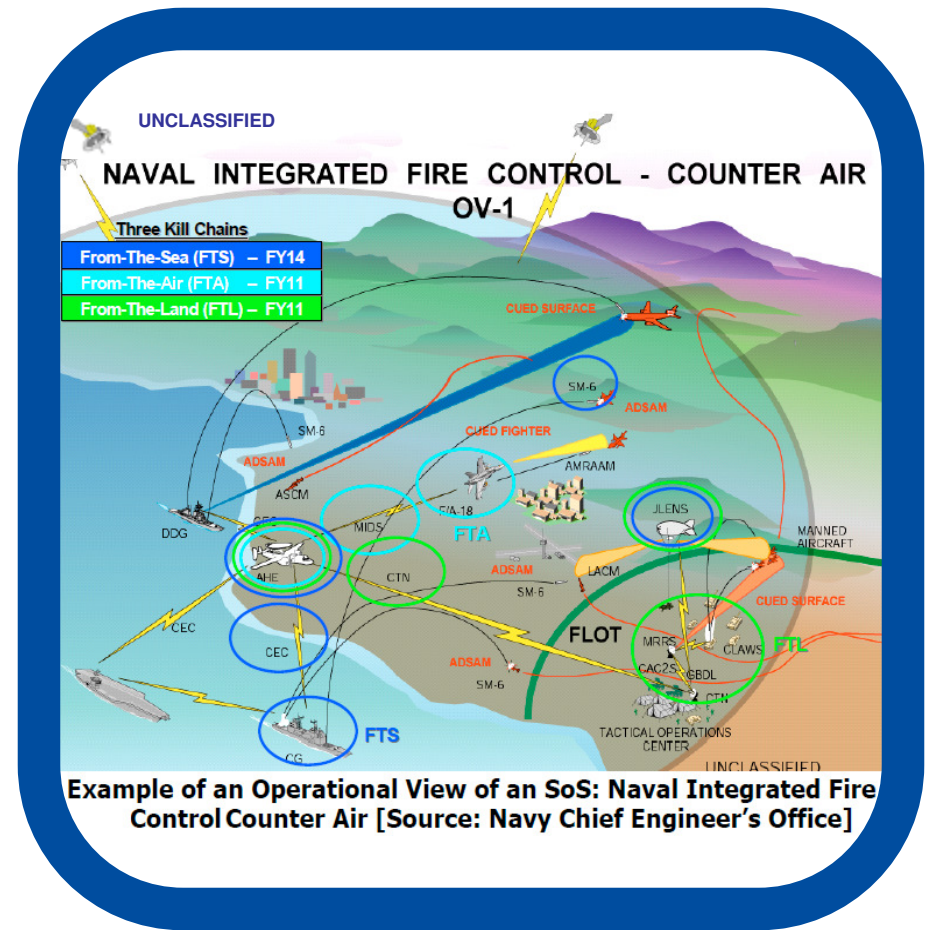 UNCLASSIFIED
NAVAL INTEGRATED FIRE CONTROL - COUNTER AIR
OV-1
Three Kill Chains
From-The-Sea (FTS) – FY14
From-The-Air (FTA) – FY11
From-The-Land (FTL) – FY11
CUED SURFACE
SM-6
ADSAM
SM-6
CUED FIGHTER
ADSAM
AMRAAM
ASCM
F/A-18
JLENS
DDG
CEC
MIDS
FTA
MANNED
AIRCRAFT
ADSAM
LACM
AHE
CTN
SM-6
CUED SURFACE
CEC
FLOT
MRRS
CLAWS
FTL
CEC
ADSAM
CAC2S
GBDL
SM-6
CTN
FTS
TACTICAL OPERATIONS
CENTER
CG
UNCLASSIFIED
Example of an Operational View of an SoS: Naval Integrated Fire
Control Counter Air [Source: Navy Chief Engineer's Office]